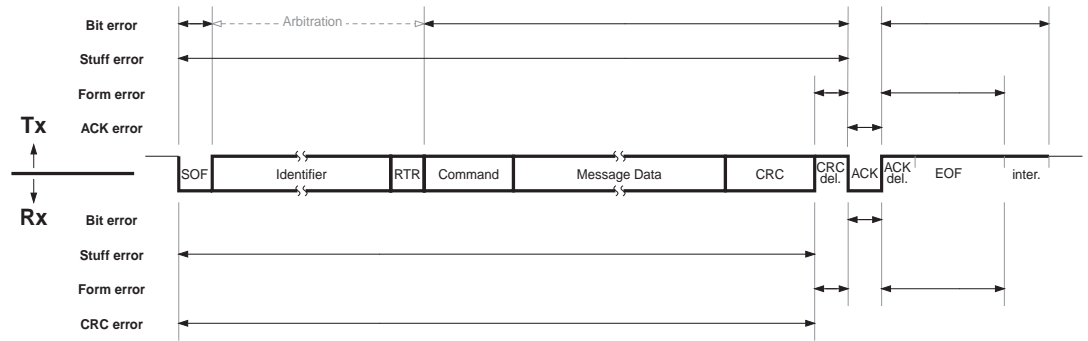 Bit error
Arbitration
Stuff error
Form error
ACK error
Tx
SOF Identifier RTR Command Message Data CRC CRC del. ACK ACK del. EOF inter.
Rx
Bit error
Stuff error
Form error
CRC error